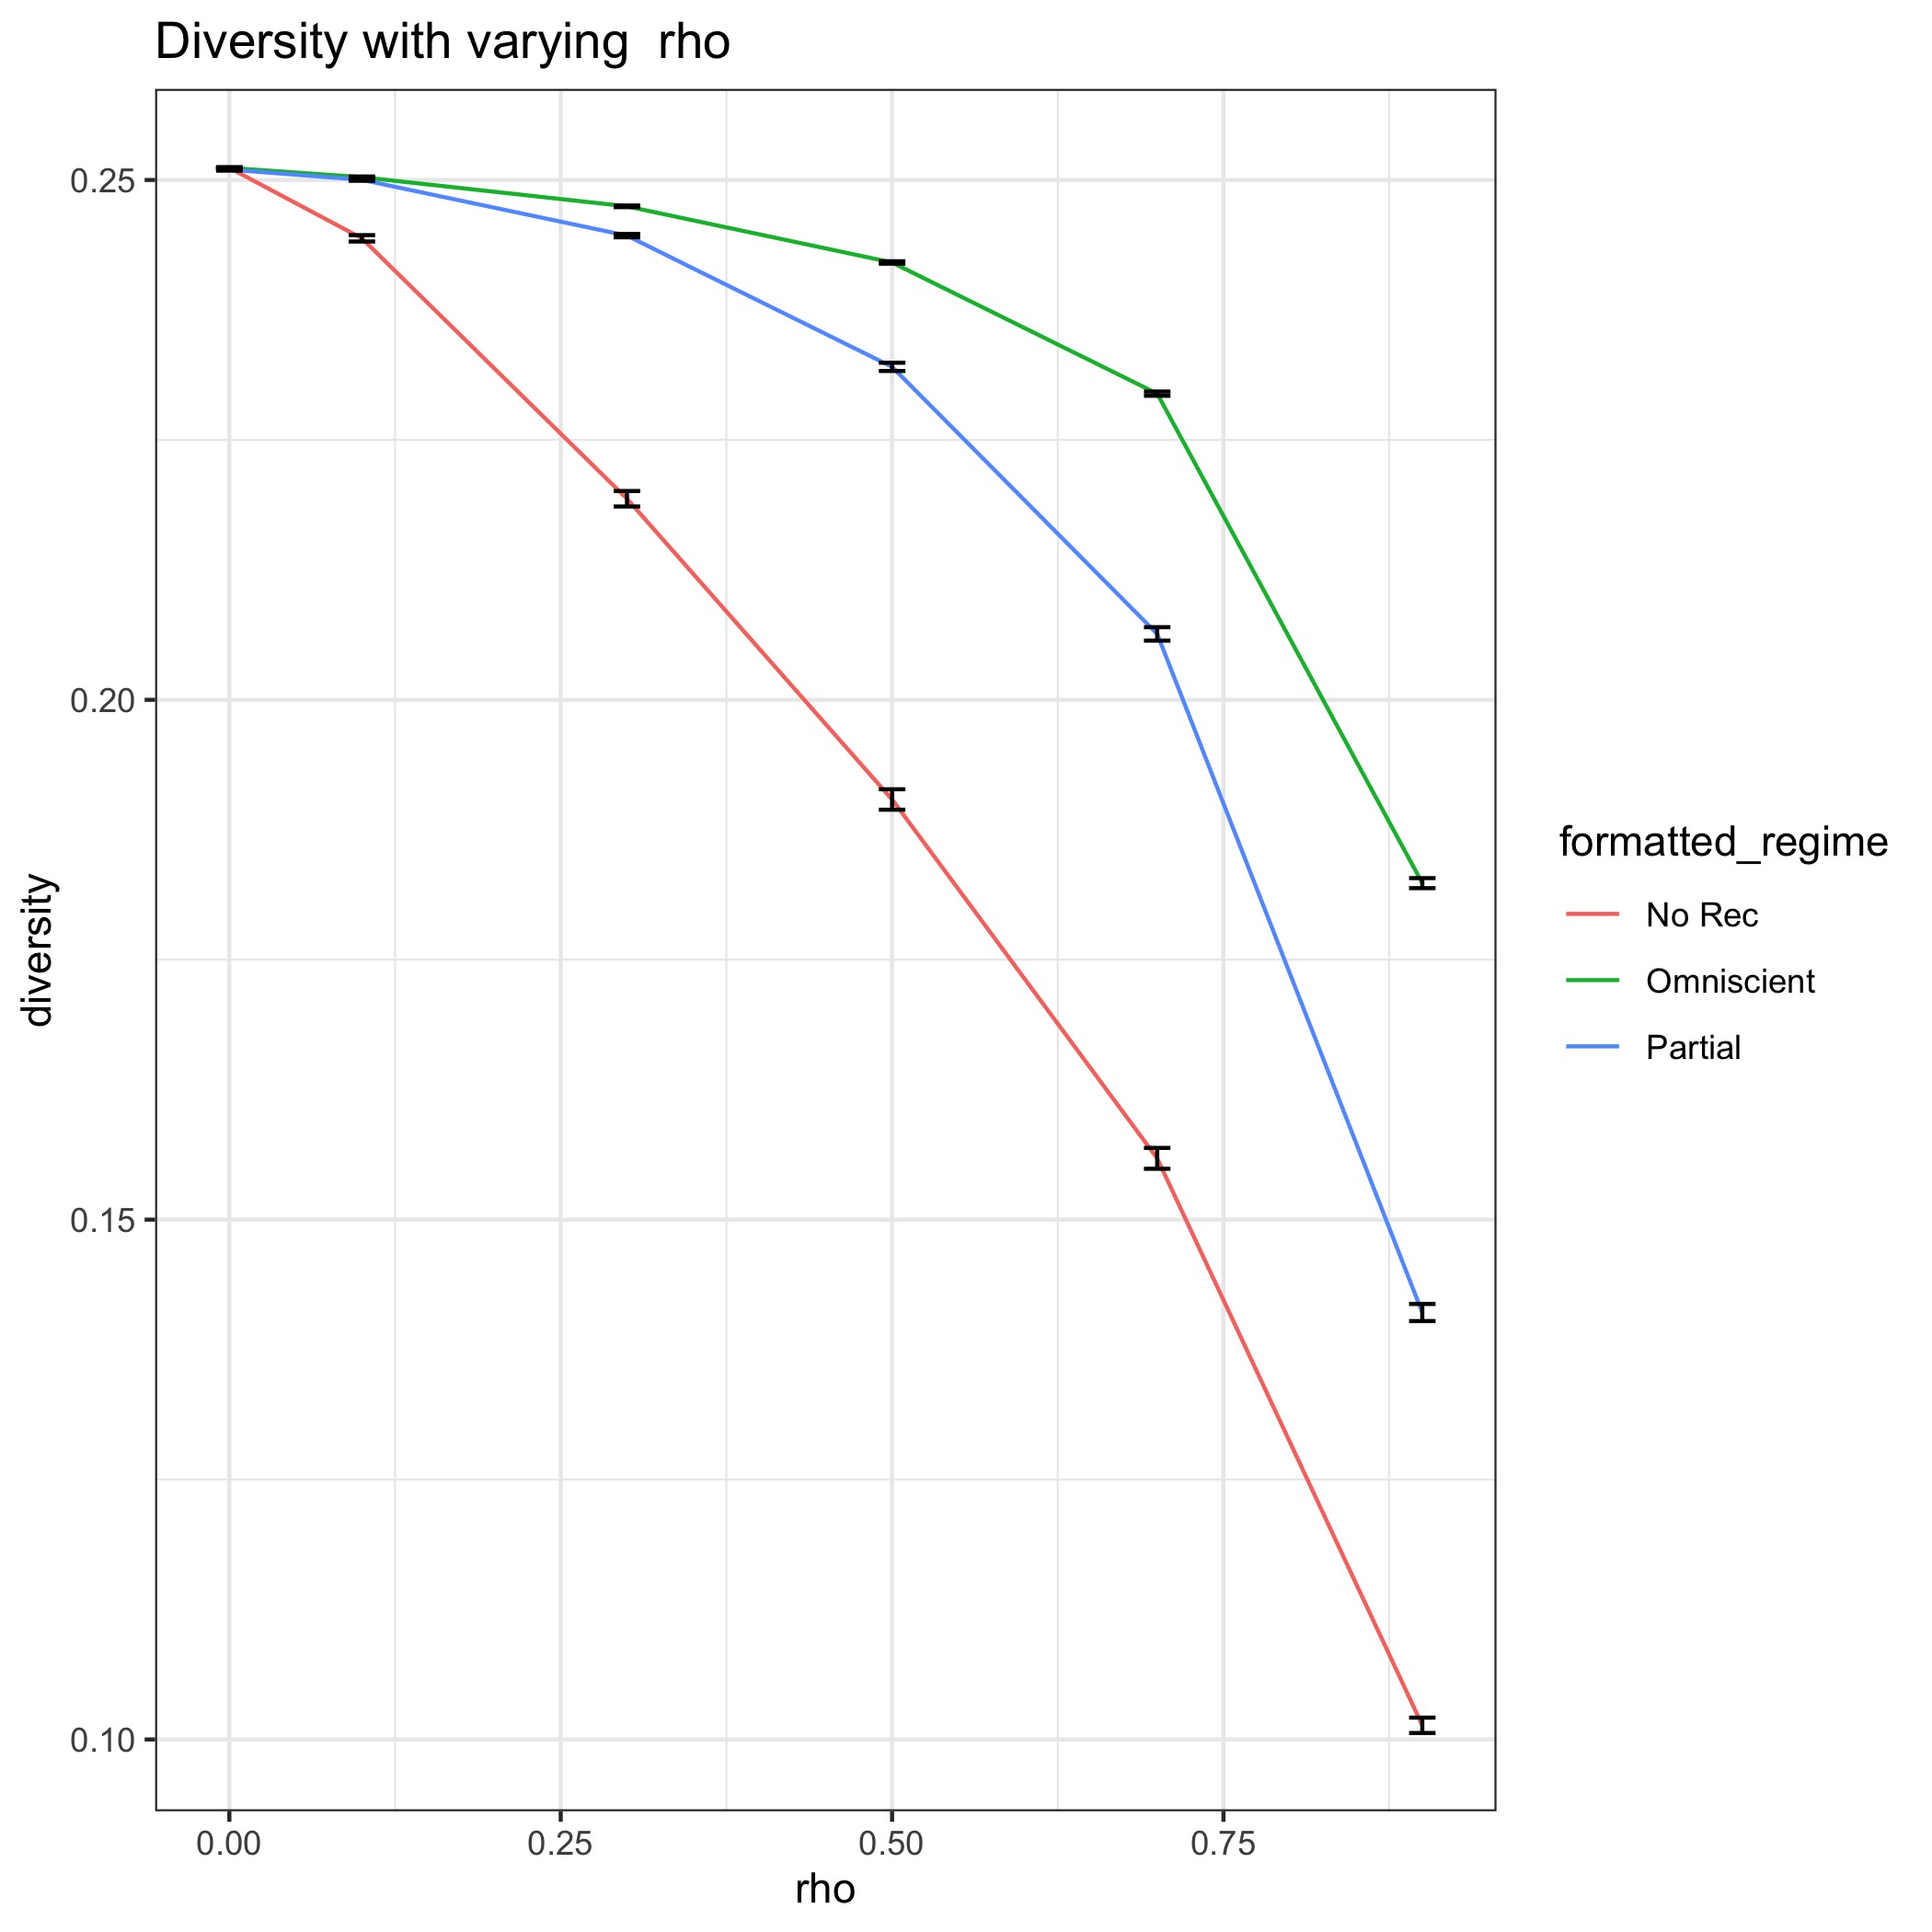 Diversity with varying  rho
0.25
0.20
0.15
0.10
diversity
0.00 0.25 0.50 0.75
rho
formatted_regime
No Rec
Omniscient
Partial